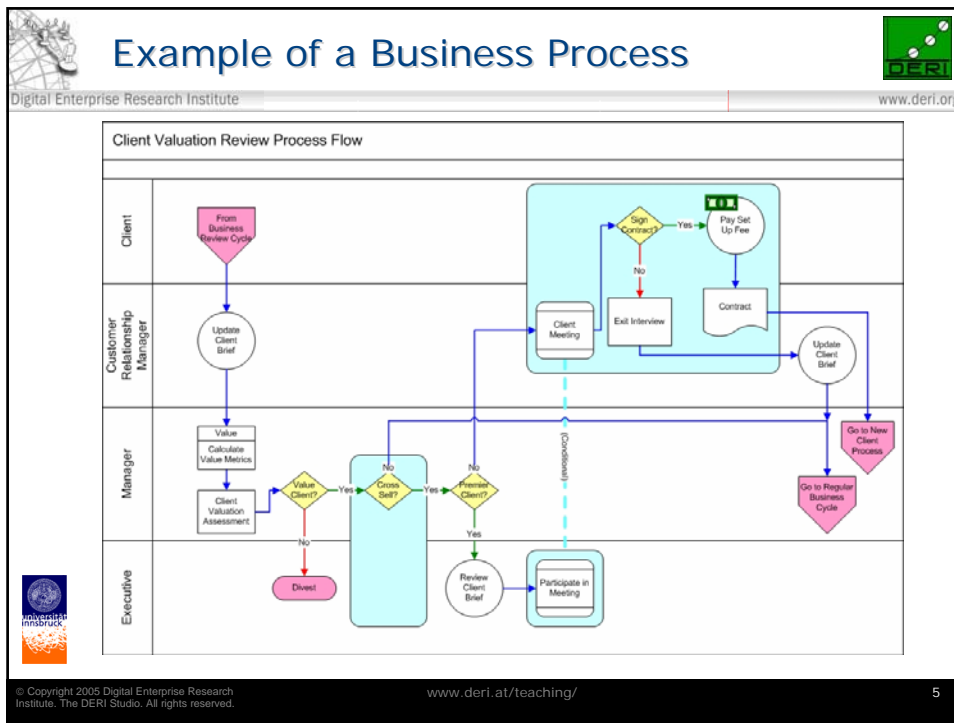 Example of a Business Process
DERI
Digital Enterprise Research Institute
www.deri.org
Client Valuation Review Process Flow
Client
From
Business
Review Cycle
Sign
Contract?
Yes
Pay Set
Up Fee
No
Customer
Relationship
Manager
Update
Client
Brief
Client
Meeting
Exit Interview
Contract
Update
Client
Brief
Manager
Value
Calculate
Value Metrics
Client
Valuation
Assessment
Value
Client?
Yes
No
Cross
Sell?
No
Yes
Premier
Client?
No
Yes
(Conditional)
Go to New
Client
Process
Go to Regular
Business
Cycle
Executive
Divest
Review
Client
Brief
Participate in
Meeting
universität
innsbruck
© Copyright 2005 Digital Enterprise Research
Institute. The DERI Studio. All rights reserved.
www.deri.at/teaching/
5